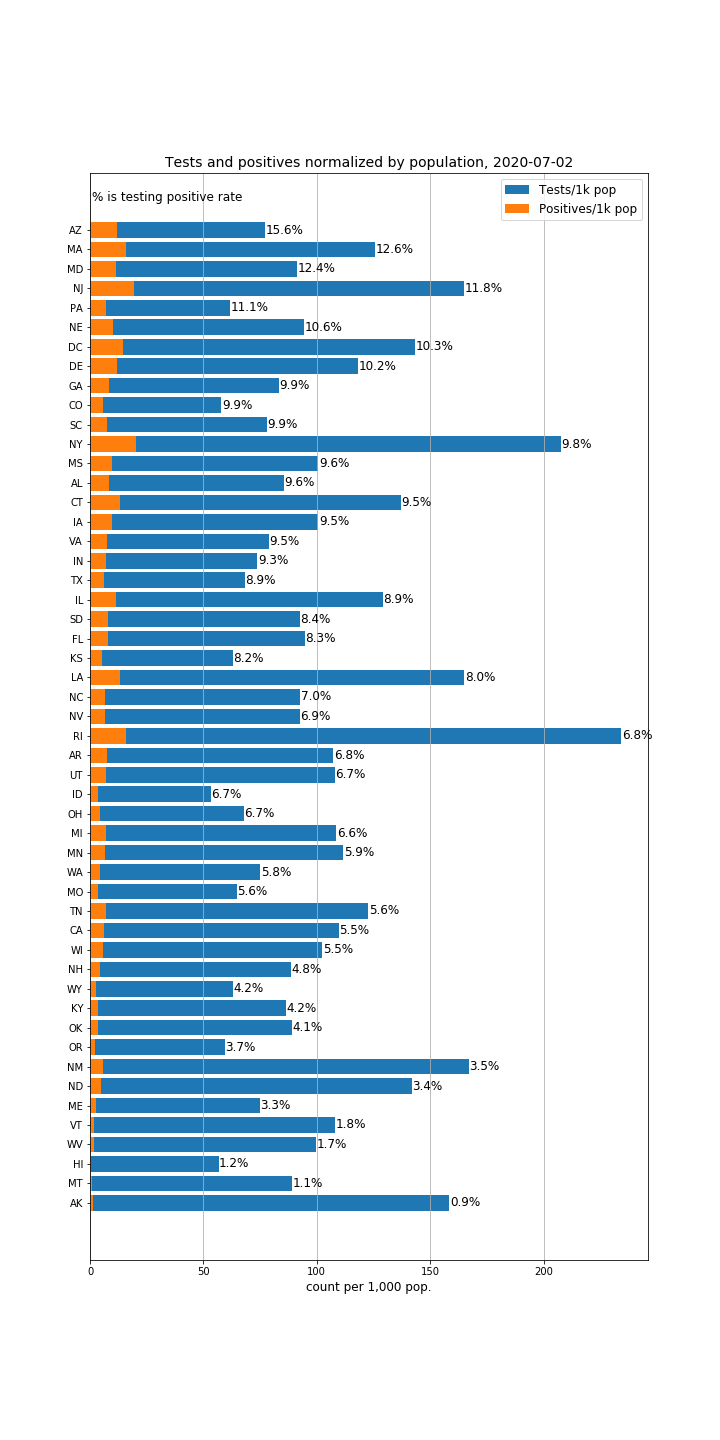 Tests and positives normalized by population, 2020-07-02
% is testing positive rate
Tests/1k pop
Positives/1k pop
AZ 15.6%
MA 12.6%
MD 12.4%
NJ 11.8%
PA 11.1%
NE 10.6%
DC 10.3%
DE 10.2%
GA 9.9%
CO 9.9%
SC 9.9%
NY 9.8%
MS 9.6%
AL 9.6%
CT 9.5%
IA 9.5%
VA 9.5%
IN 9.3%
TX 8.9%
IL 8.9%
SD 8.4%
FL 8.3%
KS 8.2%
LA 8.0%
NC 7.0%
NV 6.9%
RI 6.8%
AR 6.8%
UT 6.7%
ID 6.7%
OH 6.7%
MI 6.6%
MN 5.9%
WA 5.8%
MO 5.6%
TN 5.6%
CA 5.5%
WI 5.5%
NH 4.8%
WY 4.2%
KY 4.2%
OK 4.1%
OR 3.7%
NM 3.5%
ND 3.4%
ME 3.3%
VT 1.8%
WV 1.7%
HI 1.2%
MT 1.1%
AK 0.9%
0 50 100 150 200
count per 1,000 pop.